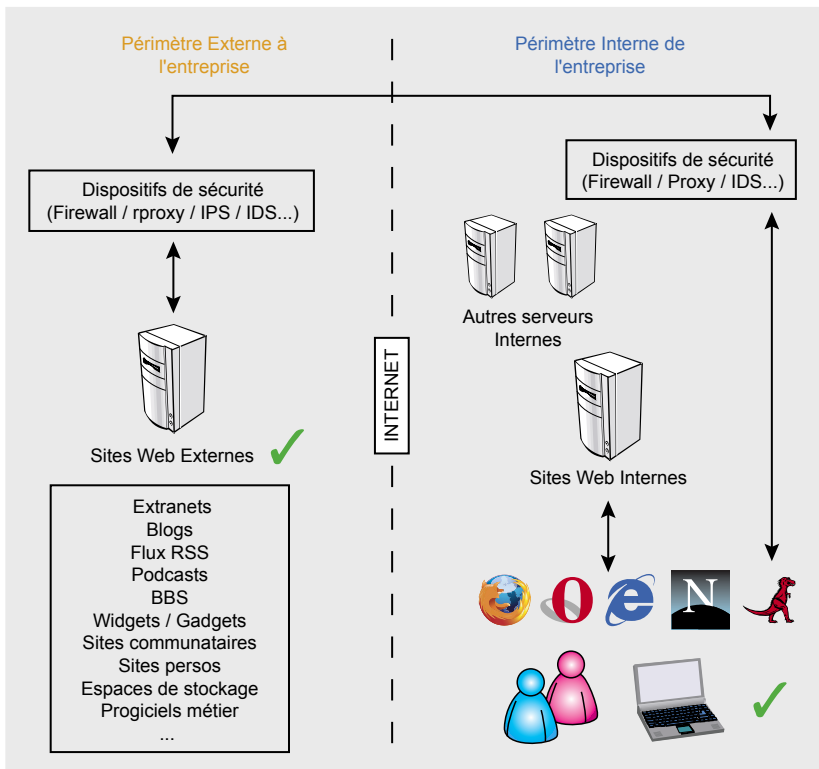 Périmètre Externe à
l'entreprise
Périmètre Interne de
l'entreprise
Dispositifs de sécurité
(Firewall / rproxy / IPS / IDS...)
Dispositifs de sécurité
(Firewall / Proxy / IDS...)
Autres serveurs
Internes
INTERNET
Sites Web Externes
Sites Web Internes
Extranets
Blogs
Flux RSS
Podcasts
BBS
Widgets / Gadgets
Sites communataires
Sites persos
Espaces de stockage
Progiciels métier
...
N